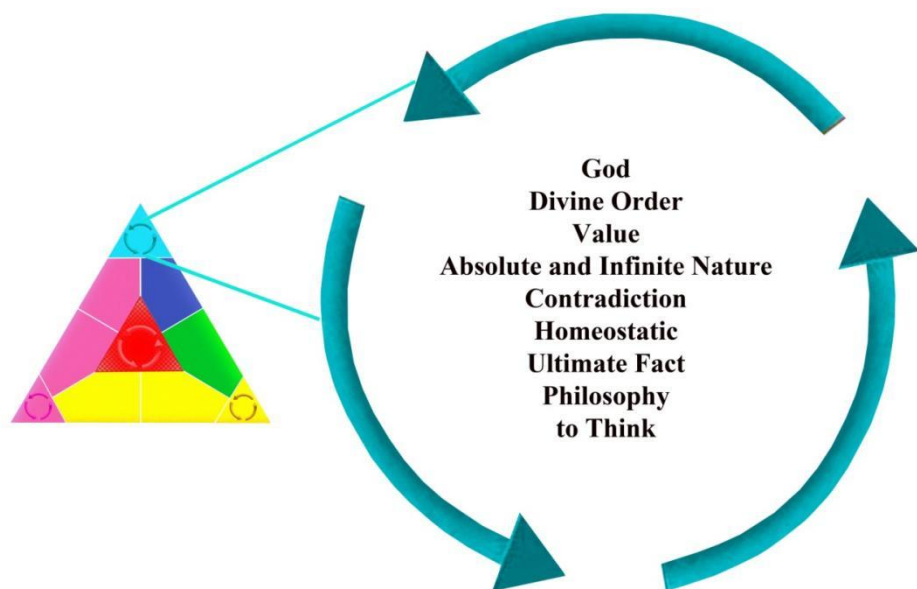 God
Divine Order
Value
Absolute and Infinite Nature
Contradiction
Homeostatic
Ultimate Fact
Philosophy
to Think